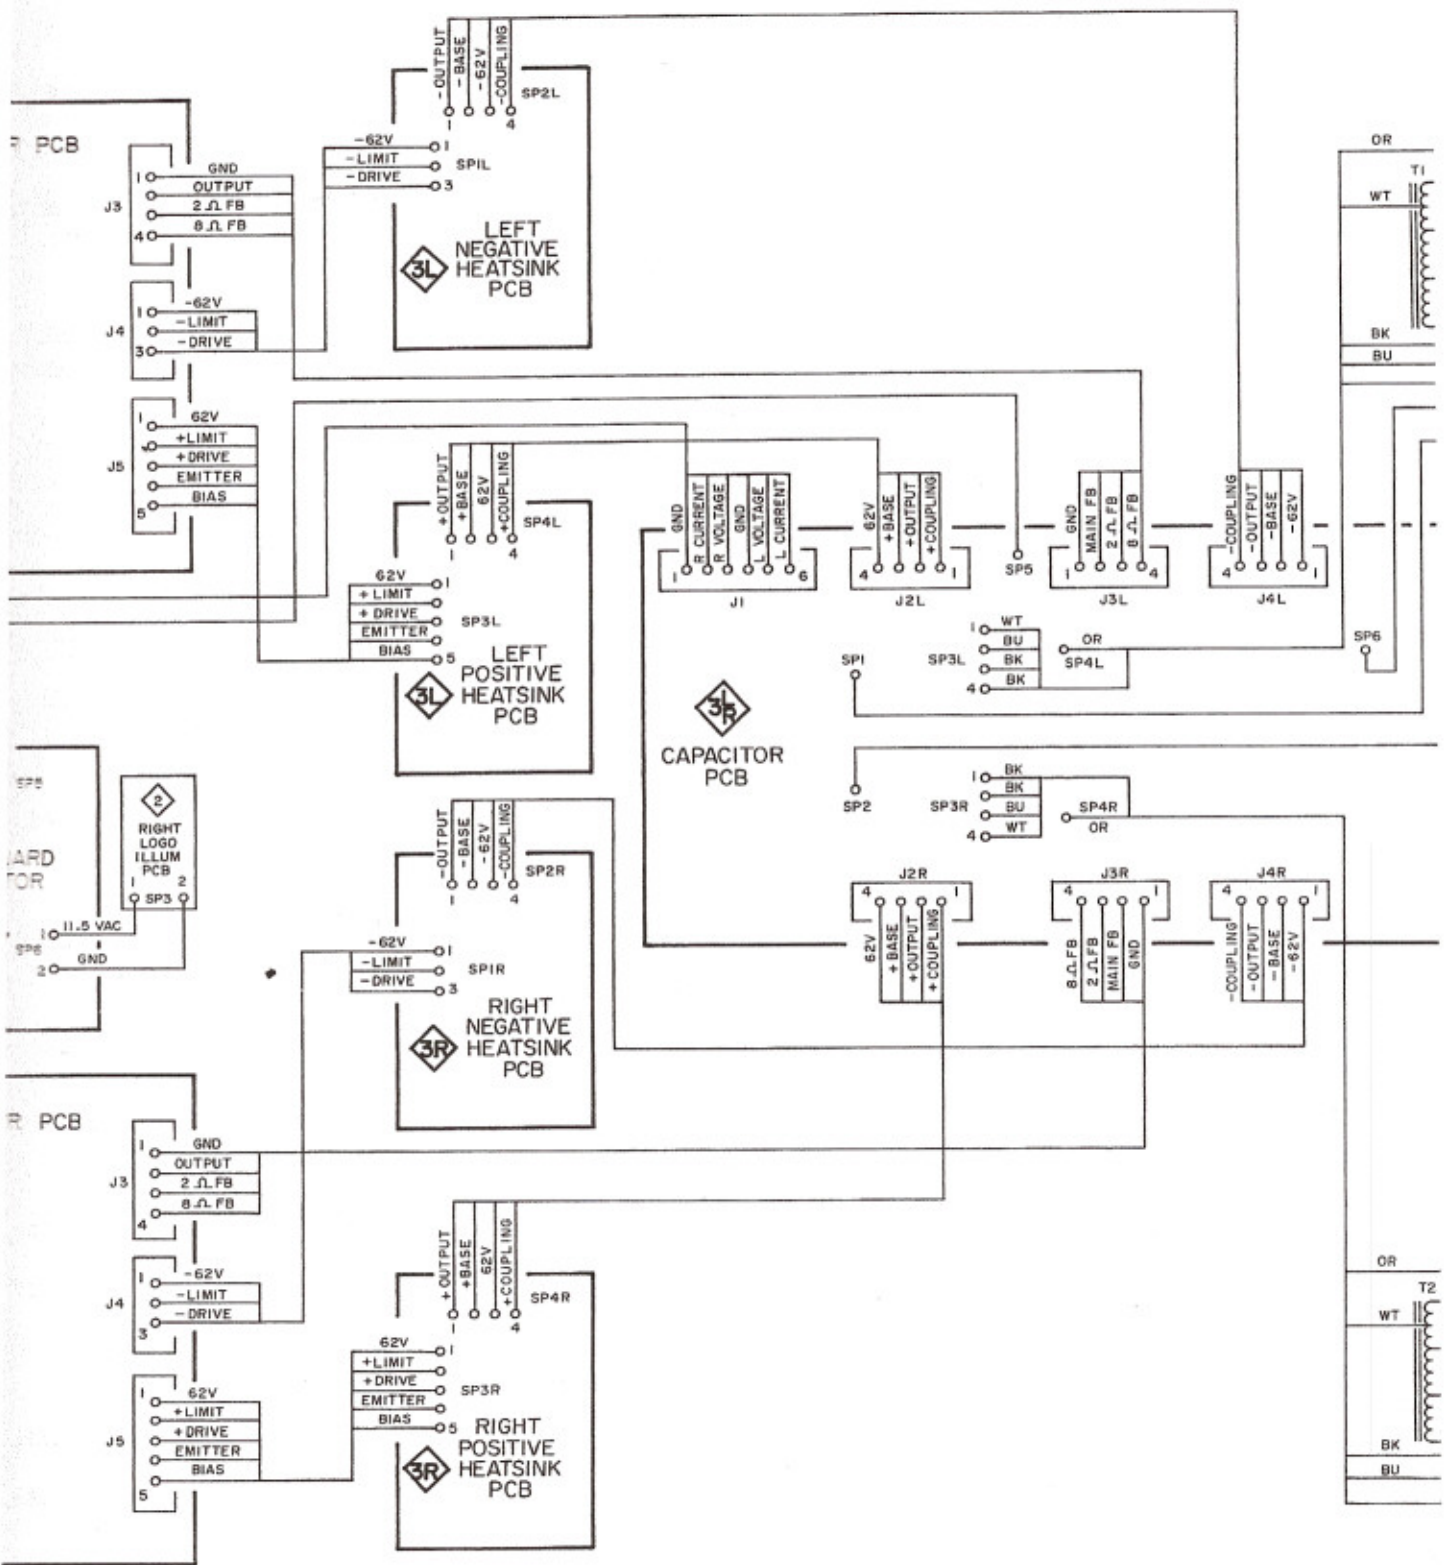 -OUTPUT
-BASE
-62V
-COUPLING
SP2L
1
4
-62V
-LIMIT
-DRIVE
1
SP1L
3
LEFT
NEGATIVE
HEATSINK
PCB
3L
PCB
J3
1
GND
OUTPUT
2 Ω FB
8 Ω FB
4
J4
1
-62V
-LIMIT
-DRIVE
3
J5
1
62V
+LIMIT
+DRIVE
EMITTER
BIAS
5
OR
T1
WT
BK
BU
+OUTPUT
+BASE
62V
+COUPLING
SP4L
1
4
62V
+ LIMIT
+ DRIVE
EMITTER
BIAS
1
SP3L
5
LEFT
POSITIVE
HEATSINK
PCB
3L
GND
R CURRENT
R VOLTAGE
GND
L VOLTAGE
L CURRENT
1
6
J1
62V
+BASE
+OUTPUT
+COUPLING
4
1
J2L
SP5
GND
MAIN FB
2 Ω FB
8 Ω FB
1
4
J3L
-COUPLING
-OUTPUT
-BASE
-62V
4
1
J4L
1
WT
BU
BK
BK
SP3L
4
OR
SP4L
SP6
SP1
3L/R
CAPACITOR
PCB
SP2
1
BK
BK
BU
WT
SP3R
4
SP4R
OR
2
RIGHT
LOGO
ILLUM
PCB
1
2
SP3
1
11.5 VAC
SP6
2
GND
-OUTPUT
-BASE
-62V
-COUPLING
SP2R
1
4
-62V
-LIMIT
-DRIVE
1
SP1R
3
RIGHT
NEGATIVE
HEATSINK
PCB
3R
J2R
4
1
62V
+BASE
+OUTPUT
+COUPLING
J3R
4
1
8 Ω FB
2 Ω FB
MAIN FB
GND
J4R
4
1
-COUPLING
-OUTPUT
-BASE
-62V
R PCB
J3
1
GND
OUTPUT
2 Ω FB
8 Ω FB
4
J4
1
-62V
-LIMIT
-DRIVE
3
J5
1
62V
+LIMIT
+DRIVE
EMITTER
BIAS
5
+OUTPUT
+BASE
62V
+COUPLING
SP4R
1
4
62V
+LIMIT
+DRIVE
EMITTER
BIAS
1
SP3R
5
RIGHT
POSITIVE
HEATSINK
PCB
3R
OR
T2
WT
BK
BU